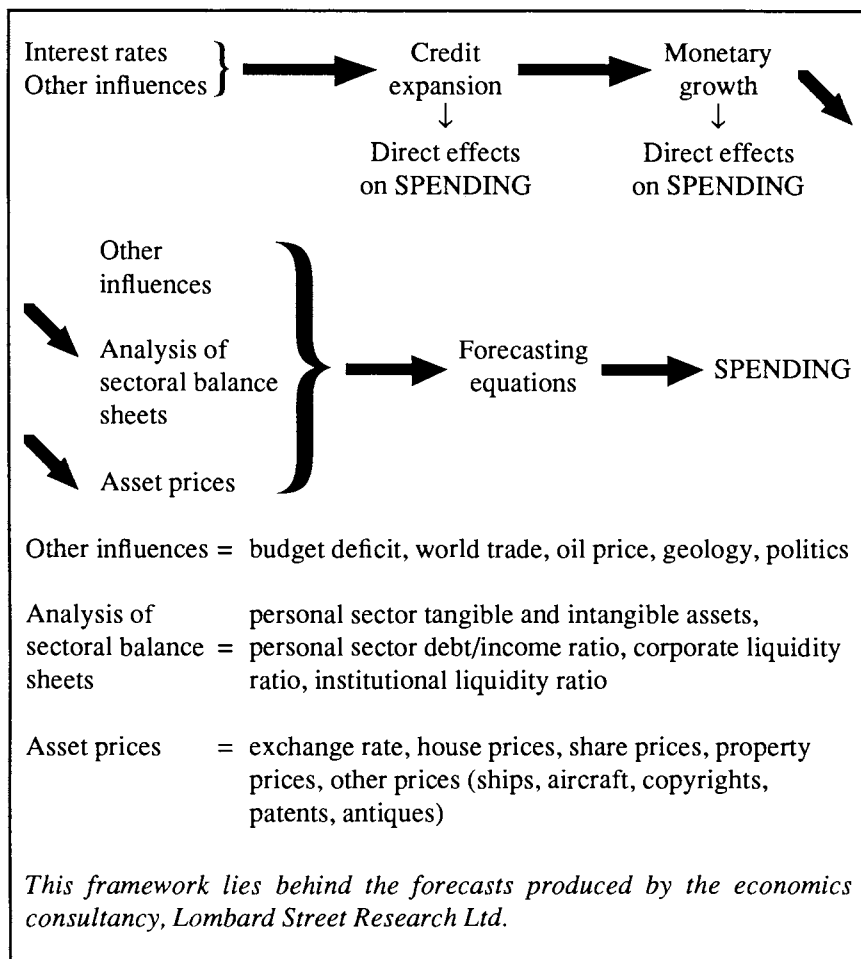 Interest rates
Other influences
Credit
expansion
Monetary
growth
Direct effects
on SPENDING
Direct effects
on SPENDING
Other
influences
Analysis of
sectoral balance
sheets
Asset prices
Forecasting
equations
SPENDING
Other influences = budget deficit, world trade, oil price, geology, politics
Analysis of personal sector tangible and intangible assets,
sectoral balance = personal sector debt/income ratio, corporate liquidity
sheets ratio, institutional liquidity ratio
Asset prices = exchange rate, house prices, share prices, property
prices, other prices (ships, aircraft, copyrights,
patents, antiques)
This framework lies behind the forecasts produced by the economics
consultancy, Lombard Street Research Ltd.